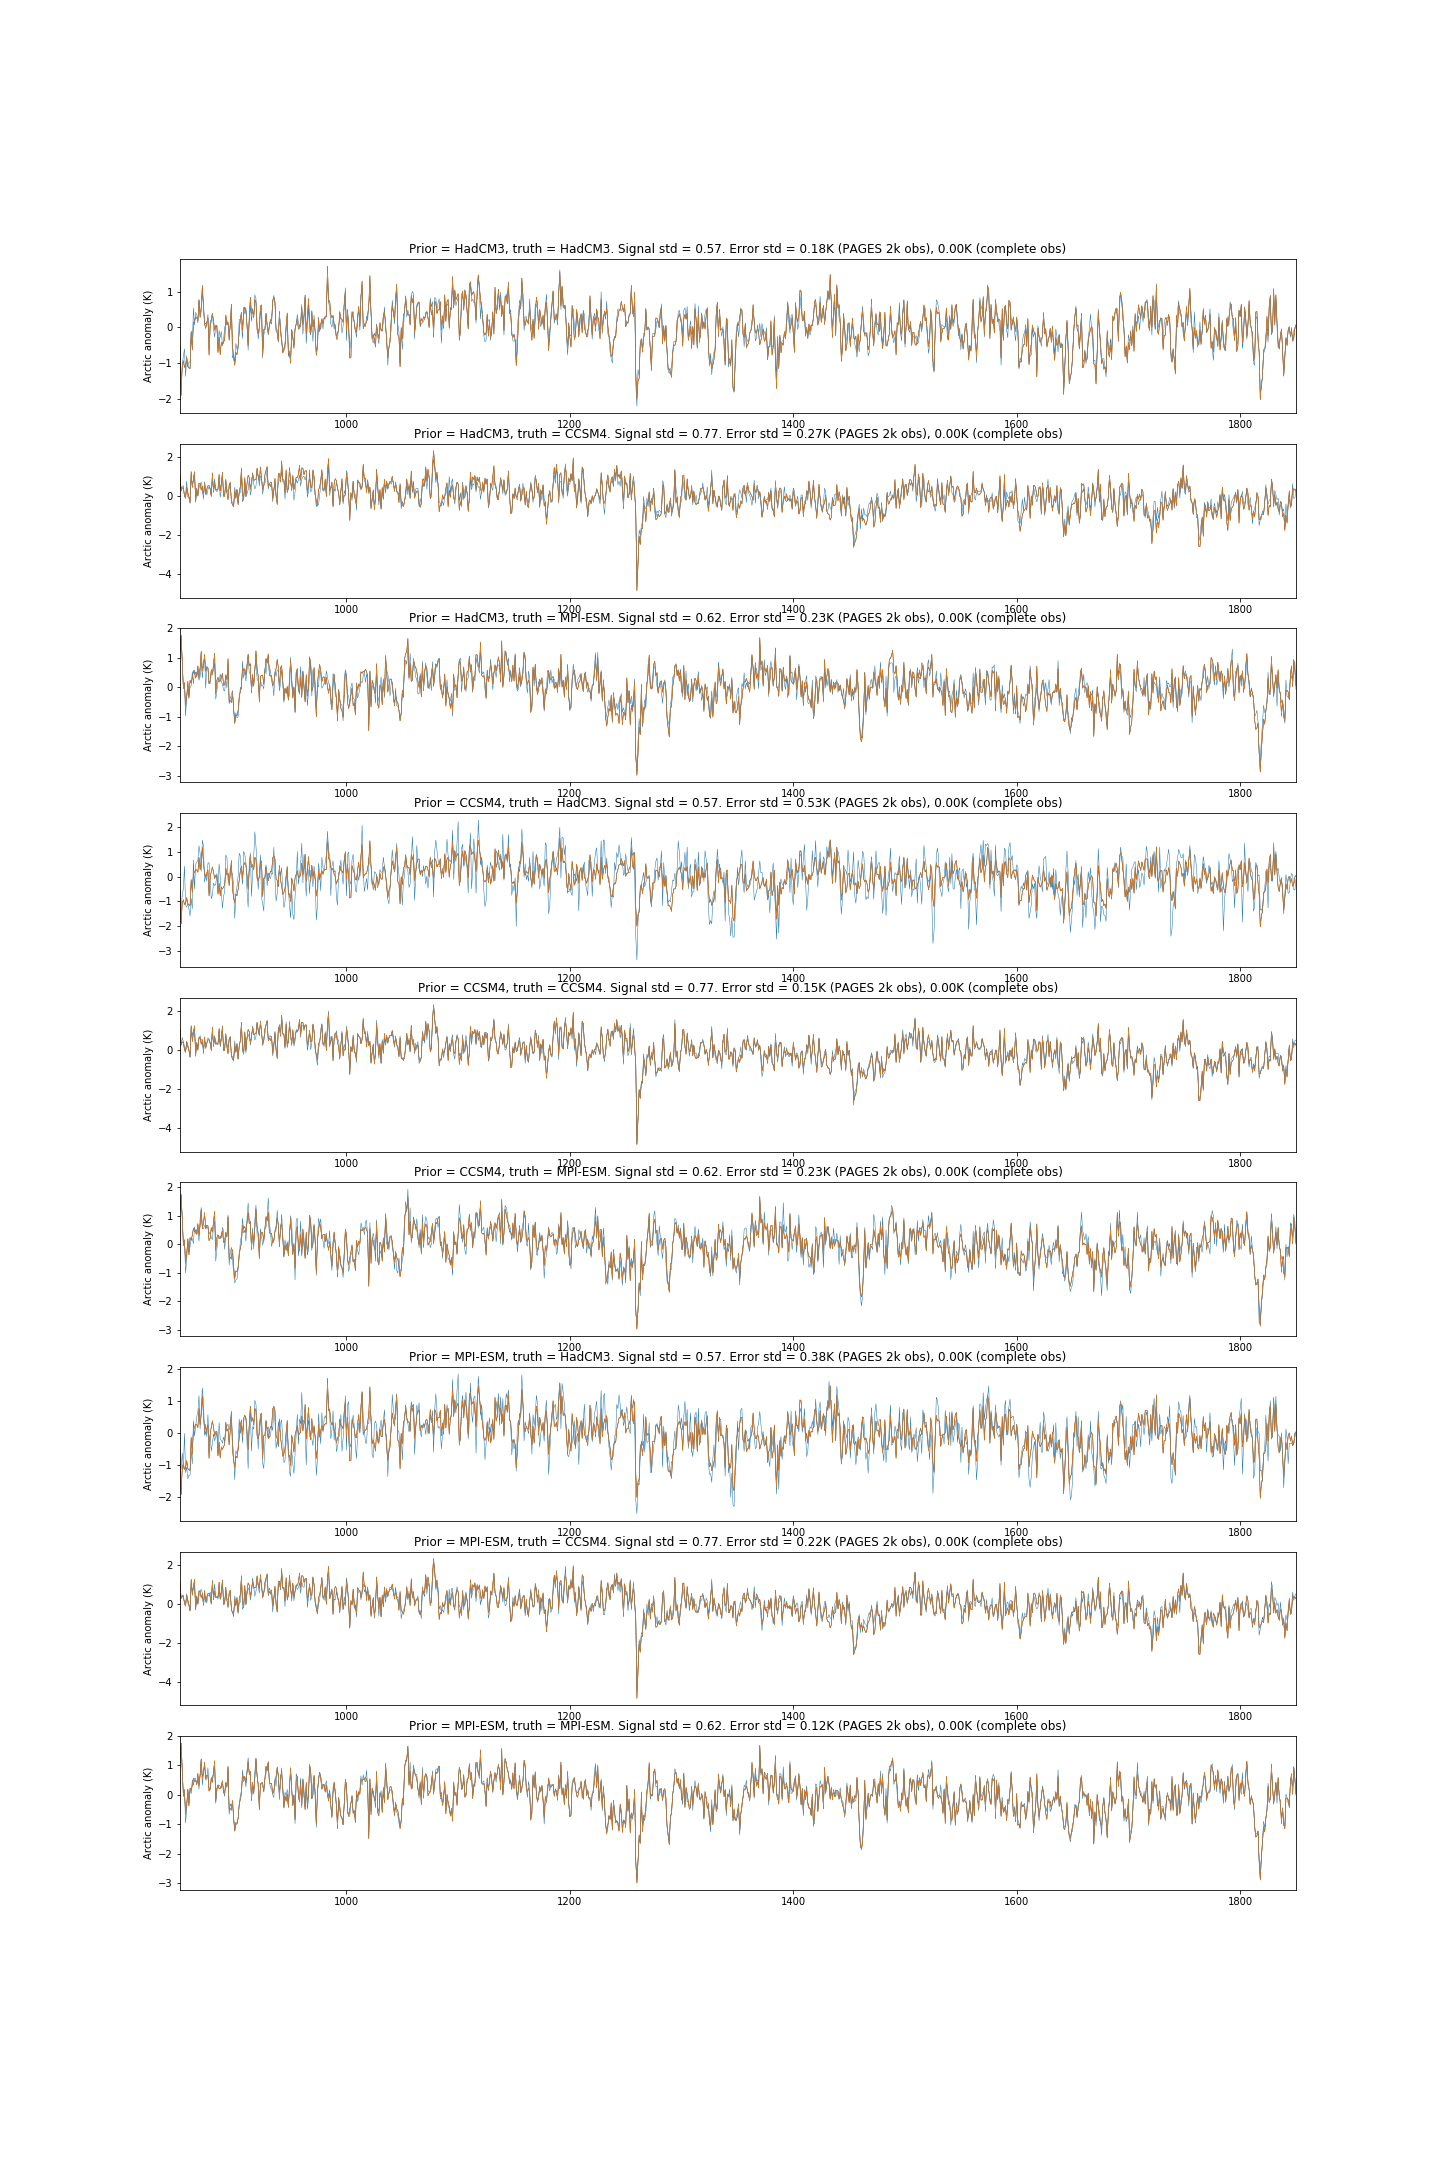 Prior = HadCM3, truth = HadCM3. Signal std = 0.57. Error std = 0.18K (PAGES 2k obs), 0.00K (complete obs)
Arctic anomaly (K)
1
0
−1
−2
1000 1200 1400 1600 1800
Prior = HadCM3, truth = CCSM4. Signal std = 0.77. Error std = 0.27K (PAGES 2k obs), 0.00K (complete obs)
Arctic anomaly (K)
2
0
−2
−4
1000 1200 1400 1600 1800
Prior = HadCM3, truth = MPI-ESM. Signal std = 0.62. Error std = 0.23K (PAGES 2k obs), 0.00K (complete obs)
Arctic anomaly (K)
2
1
0
−1
−2
−3
1000 1200 1400 1600 1800
Prior = CCSM4, truth = HadCM3. Signal std = 0.57. Error std = 0.53K (PAGES 2k obs), 0.00K (complete obs)
Arctic anomaly (K)
2
1
0
−1
−2
−3
1000 1200 1400 1600 1800
Prior = CCSM4, truth = CCSM4. Signal std = 0.77. Error std = 0.15K (PAGES 2k obs), 0.00K (complete obs)
Arctic anomaly (K)
2
0
−2
−4
1000 1200 1400 1600 1800
Prior = CCSM4, truth = MPI-ESM. Signal std = 0.62. Error std = 0.23K (PAGES 2k obs), 0.00K (complete obs)
Arctic anomaly (K)
2
1
0
−1
−2
−3
1000 1200 1400 1600 1800
Prior = MPI-ESM, truth = HadCM3. Signal std = 0.57. Error std = 0.38K (PAGES 2k obs), 0.00K (complete obs)
Arctic anomaly (K)
2
1
0
−1
−2
1000 1200 1400 1600 1800
Prior = MPI-ESM, truth = CCSM4. Signal std = 0.77. Error std = 0.22K (PAGES 2k obs), 0.00K (complete obs)
Arctic anomaly (K)
2
0
−2
−4
1000 1200 1400 1600 1800
Prior = MPI-ESM, truth = MPI-ESM. Signal std = 0.62. Error std = 0.12K (PAGES 2k obs), 0.00K (complete obs)
Arctic anomaly (K)
2
1
0
−1
−2
−3
1000 1200 1400 1600 1800